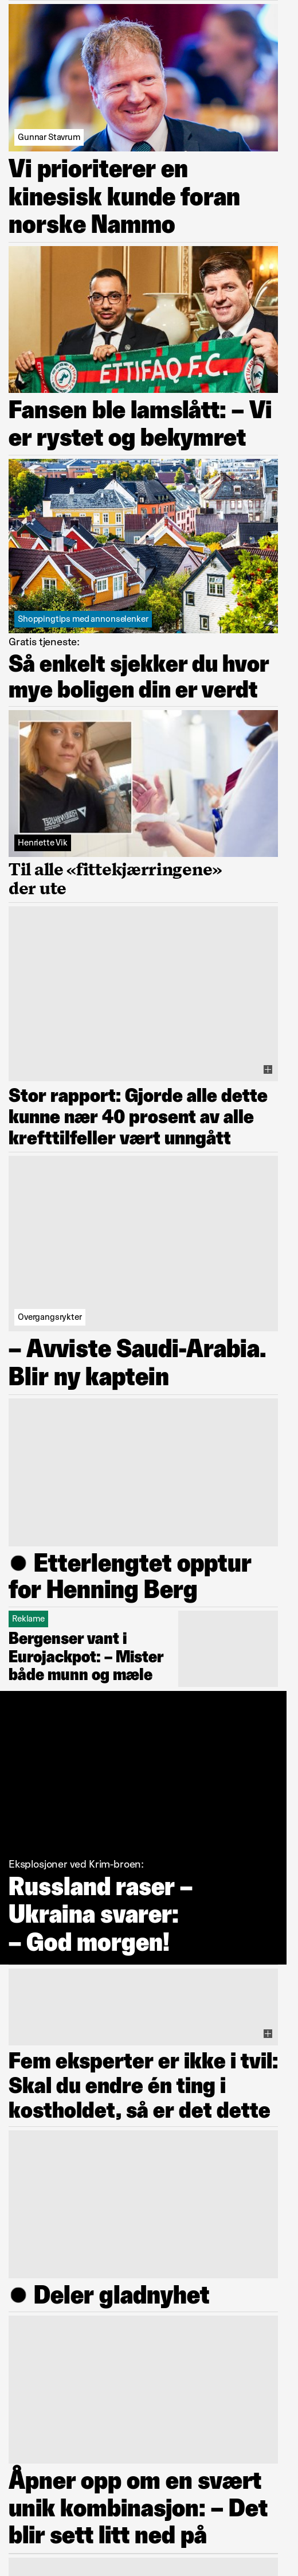 Gunnar Stavrum
Vi prioriterer en
kinesisk kunde foran
norske Nammo
ETTIFAQ F.C.
Fansen ble lamslått: – Vi
er rystet og bekymret
Shoppingtips med annonselenker
Gratis tjeneste:
Så enkelt sjekker du hvor
mye boligen din er verdt
Henriette Vik
Til alle «fittekjærringene»
der ute
Stor rapport: Gjorde alle dette
kunne nær 40 prosent av alle
krefttilfeller vært unngått
Overgangsrykter
– Avviste Saudi-Arabia.
Blir ny kaptein
● Etterlengtet opptur
for Henning Berg
Reklame
Bergenser vant i
Eurojackpot: – Mister
både munn og mæle
Eksplosjoner ved Krim-broen:
Russland raser –
Ukraina svarer:
– God morgen!
Fem eksperter er ikke i tvil:
Skal du endre én ting i
kostholdet, så er det dette
● Deler gladnyhet
Åpner opp om en svært
unik kombinasjon: – Det
blir sett litt ned på